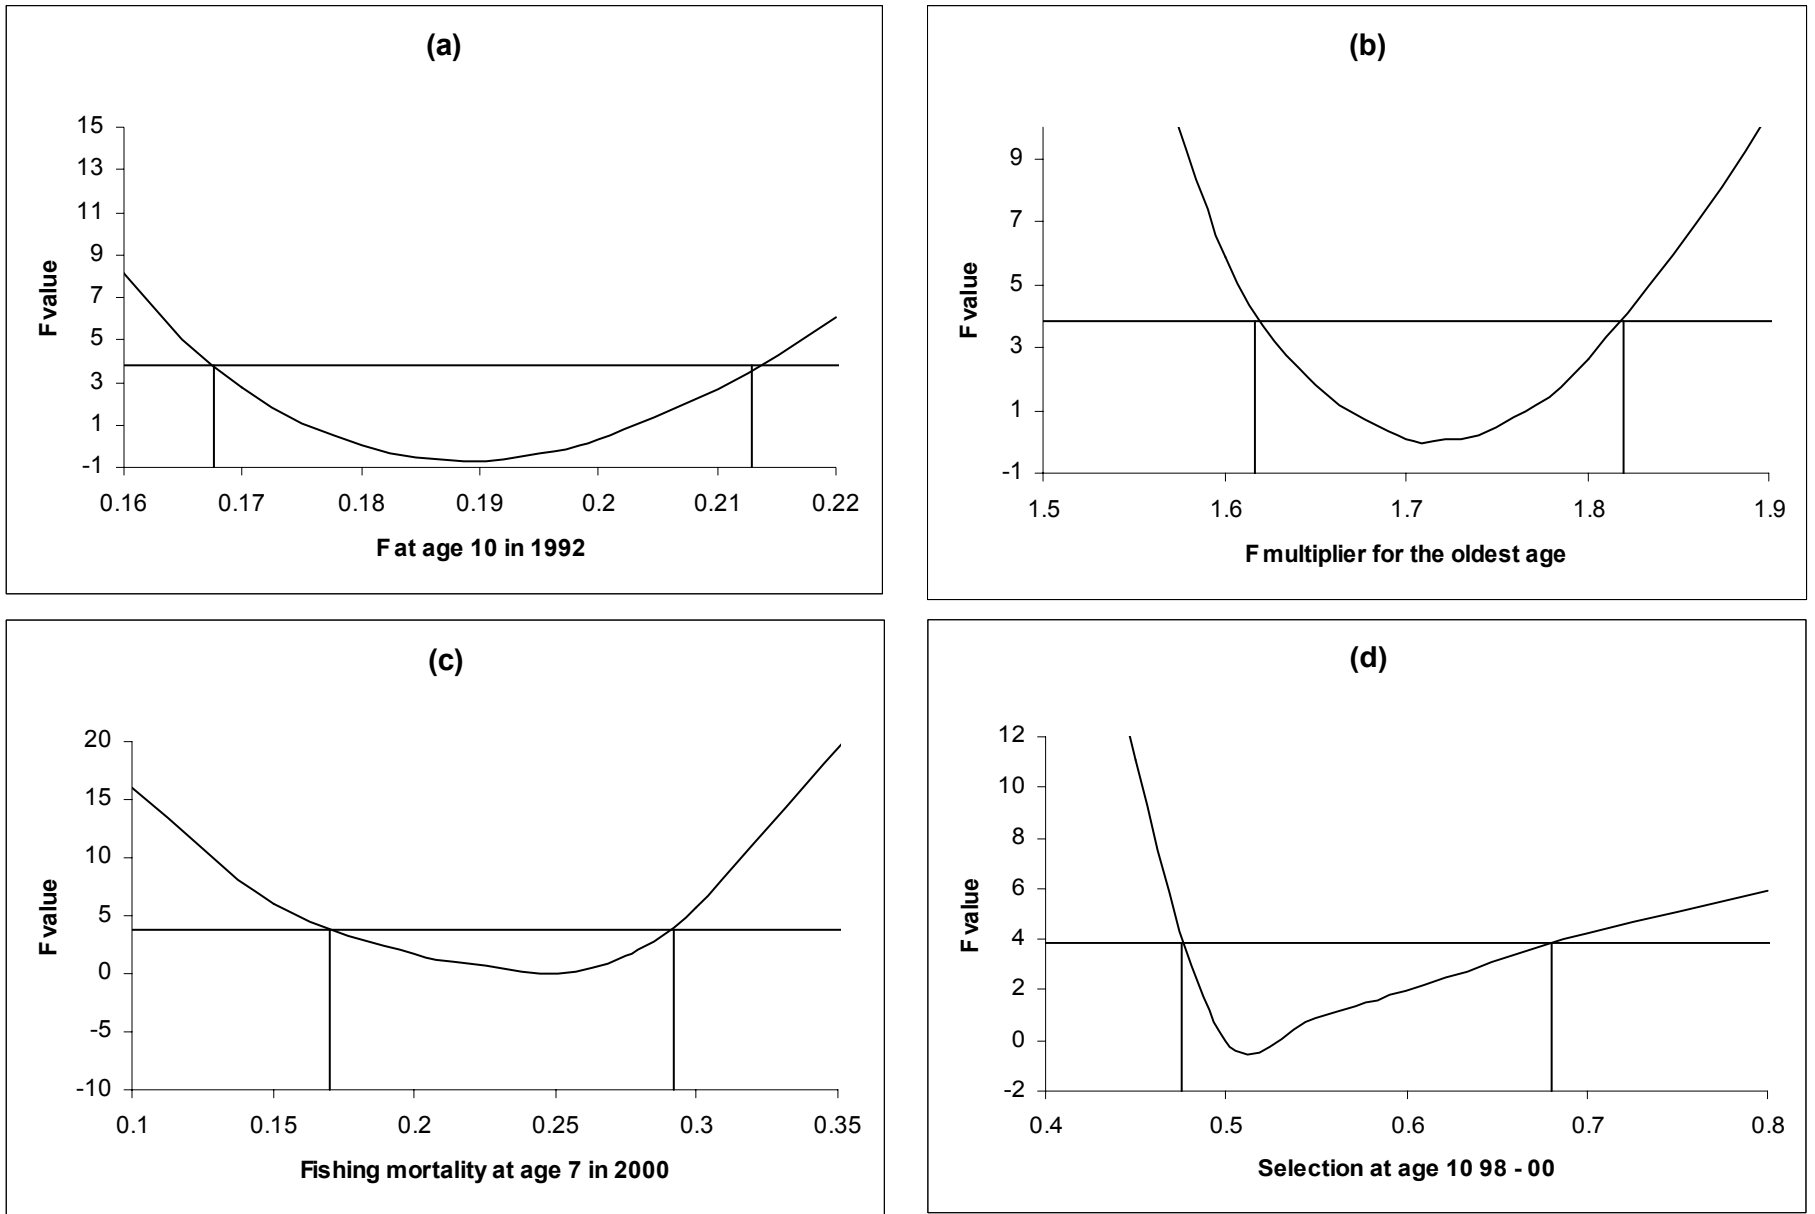 (a)
15
13
11
9
7
5
3
1
-1
F value
0.16 0.17 0.18 0.19 0.2 0.21 0.22
F at age 10 in 1992
(b)
9
7
5
3
1
-1
F value
1.5 1.6 1.7 1.8 1.9
F multiplier for the oldest age
(c)
20
15
10
5
0
-5
-10
F value
0.1 0.15 0.2 0.25 0.3 0.35
Fishing mortality at age 7 in 2000
(d)
12
10
8
6
4
2
0
-2
F value
0.4 0.5 0.6 0.7 0.8
Selection at age 10 98 - 00